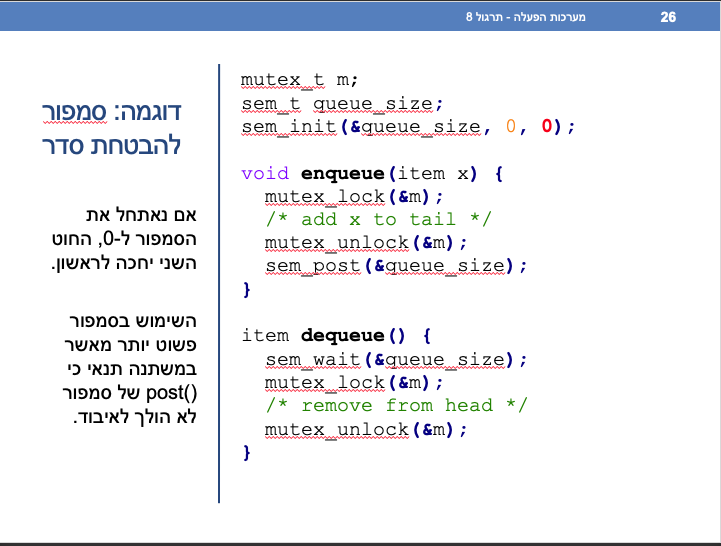 מערכות הפעלה - תרגול 8
26
דוגמה: סמפור
להבטחת סדר
אם נאתחל את
הסמפור ל-0, החוט
השני יחכה לראשון.
השימוש בסמפור
פשוט יותר מאשר
במשתנה תנאי כי
post() של סמפור
לא הולך לאיבוד.
mutex_t m;
sem_t queue_size;
sem_init(&queue_size, 0, 0);
void enqueue(item x) {
mutex_lock(&m);
/* add x to tail */
mutex_unlock(&m);
sem_post(&queue_size);
}
item dequeue() {
sem_wait(&queue_size);
mutex_lock(&m);
/* remove from head */
mutex_unlock(&m);
}